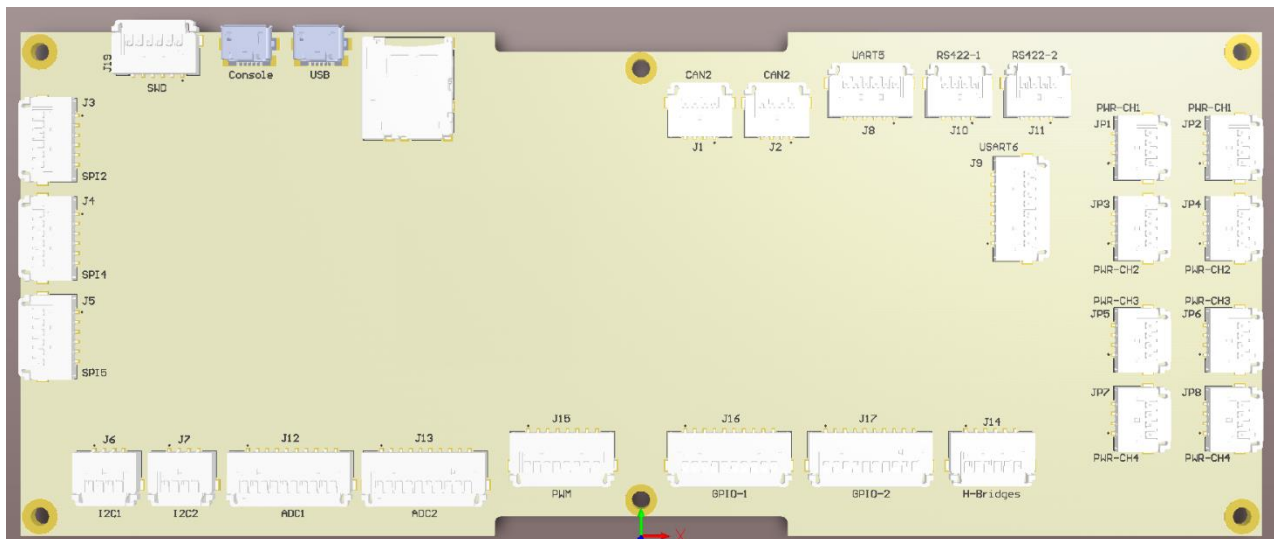 J19
SWD
Console
USB
CAN2
J1
CAN2
J2
UART5
J8
RS422-1
J10
RS422-2
J11
USART6
J9
PWR-CH1
JP1
PWR-CH1
JP2
JP3
PWR-CH2
JP4
PWR-CH2
PWR-CH3
JP5
PWR-CH3
JP6
JP7
PWR-CH4
JP8
PWR-CH4
J3
SPI2
J4
SPI4
J5
SPI5
J6
I2C1
J7
I2C2
J12
ADC1
J13
ADC2
J15
PWM
J16
GPIO-1
J17
GPIO-2
J14
H-Bridges
X